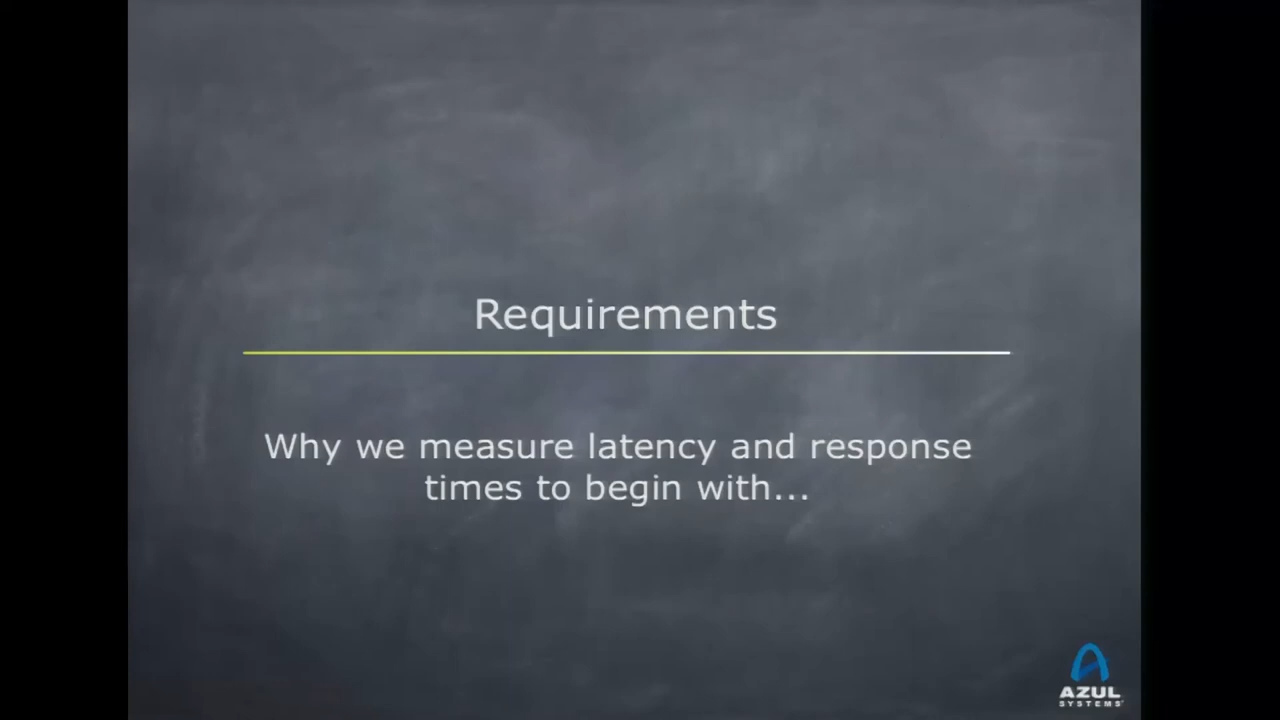 Requirements
Why we measure latency and response
times to begin with...
AZUL
SYSTEMS